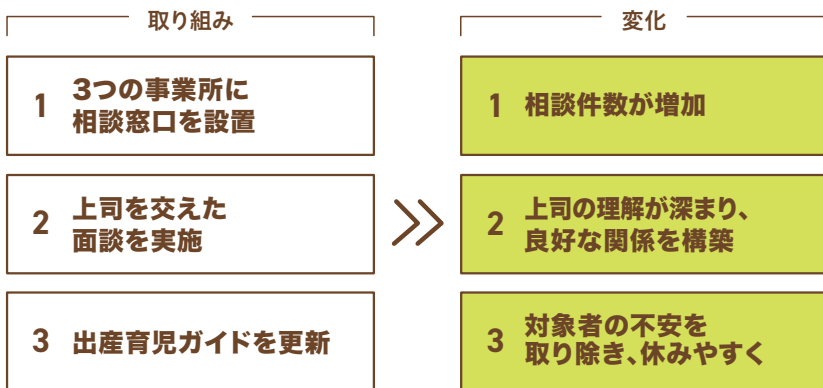 取り組み
1 3つの事業所に
相談窓口を設置
2 上司を交えた
面談を実施
3 出産育児ガイドを更新
変化
1 相談件数が増加
2 上司の理解が深まり、
良好な関係を構築
3 対象者の不安を
取り除き、休みやすく